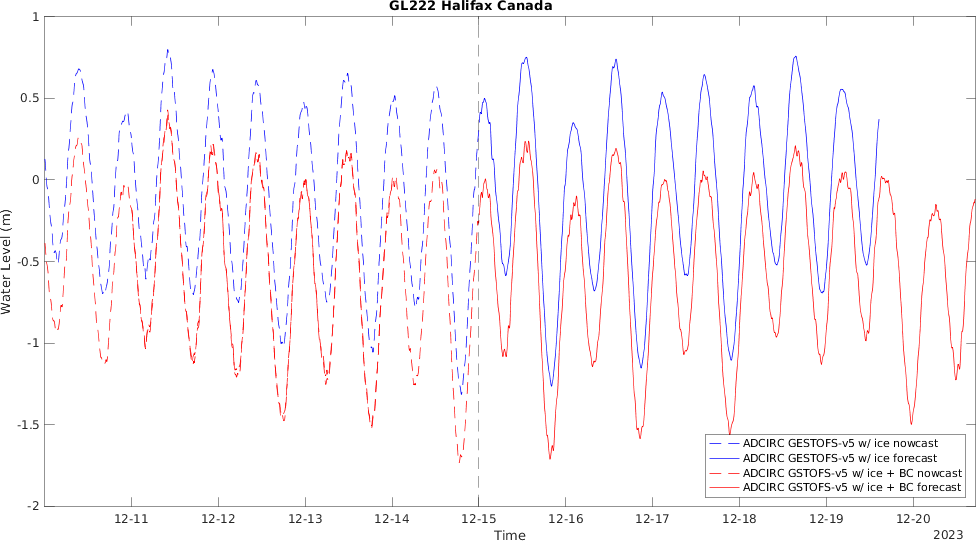 GL222 Halifax Canada
1
0.5
0
-0.5
-1
-1.5
-2
Water Level (m)
ADCIRC GESTOFS-v5 w/ ice nowcast
ADCIRC GESTOFS-v5 w/ ice forecast
ADCIRC GSTOFS-v5 w/ ice + BC nowcast
ADCIRC GSTOFS-v5 w/ ice + BC forecast
12-11 12-12 12-13 12-14 12-15 12-16 12-17 12-18 12-19 12-20
Time
2023